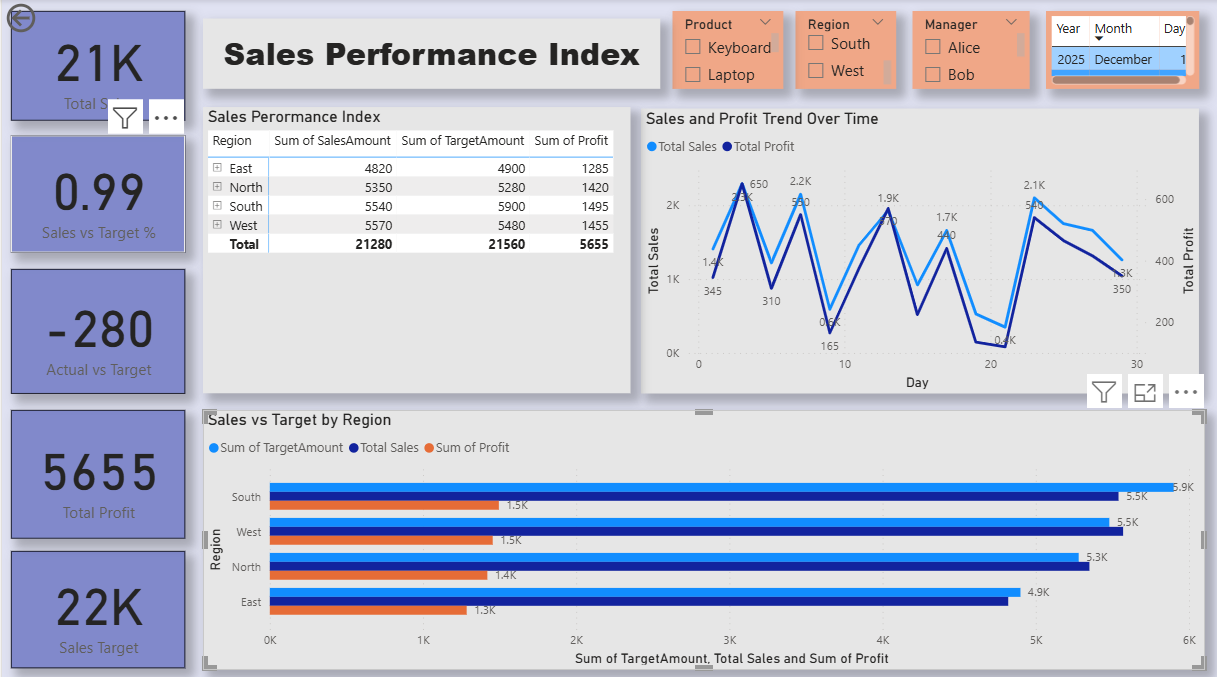 21K
Total S
0.99
Sales vs Target %
-280
Actual vs Target
5655
Total Profit
22K
Sales Target
Sales Performance Index
Product
Keyboard
Laptop
Region
South
West
Manager
Alice
Bob
Year Month Day
2025 December 1
Sales Perormance Index
Region Sum of SalesAmount Sum of TargetAmount Sum of Profit
East 4820 4900 1285
North 5350 5280 1420
South 5540 5900 1495
West 5570 5480 1455
Total 21280 21560 5655
Sales and Profit Trend Over Time
Total Sales Total Profit
Total Sales
2K
1K
0K
1.4K
345
650
310
2.2K
0.6K
165
1.9K
1.7K
440
0.4K
2.1K
540
350
600
400
200
Total Profit
0 10 20 30
Day
Sales vs Target by Region
Sum of TargetAmount Total Sales Sum of Profit
Region
South 5.9K
5.5K
1.5K
West 5.5K
1.5K
North 5.3K
1.4K
East 4.9K
1.3K
0K 1K 2K 3K 4K 5K 6K
Sum of TargetAmount, Total Sales and Sum of Profit